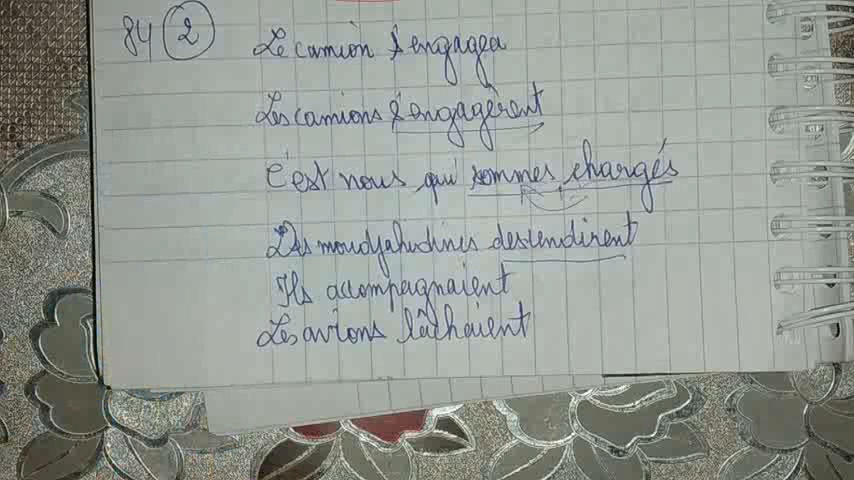 84 2 Le camion s'engagea
Les camions s'engagèrent
C'est nous qui sommes chargés
Des moudjahidines descendirent
Ils accompagnaient
Les avions lâchaient